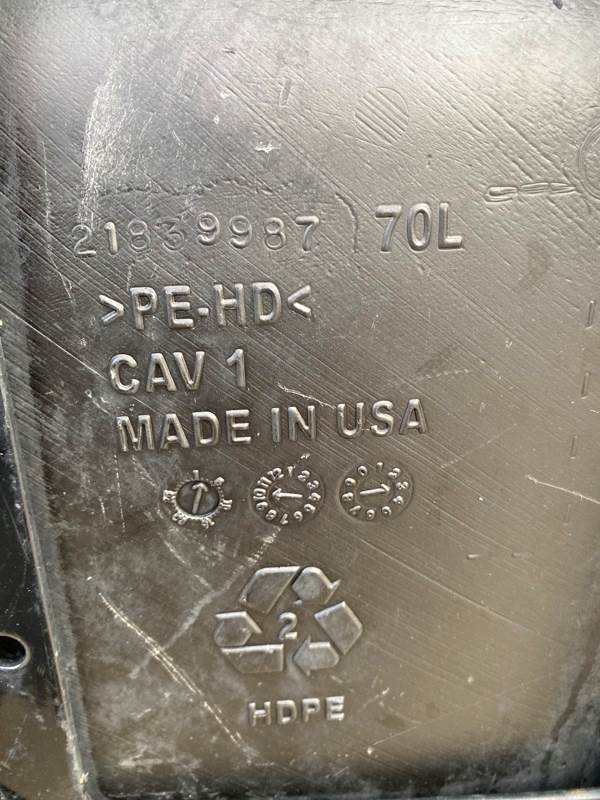 21839987 70L
>PE-HD<
CAV 1
MADE IN USA
2
HDPE